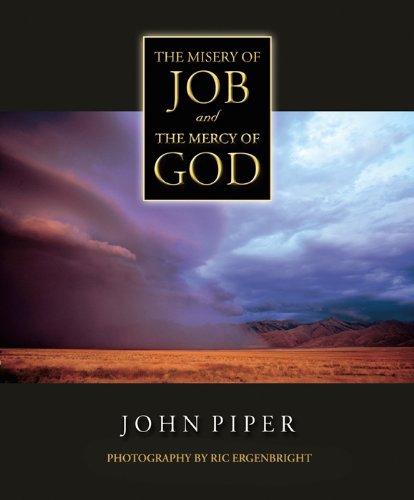 THE MISERY OF
JOB
and
THE MERCY OF
GOD
JOHN PIPER
PHOTOGRAPHY BY RIC ERGENBRIGHT